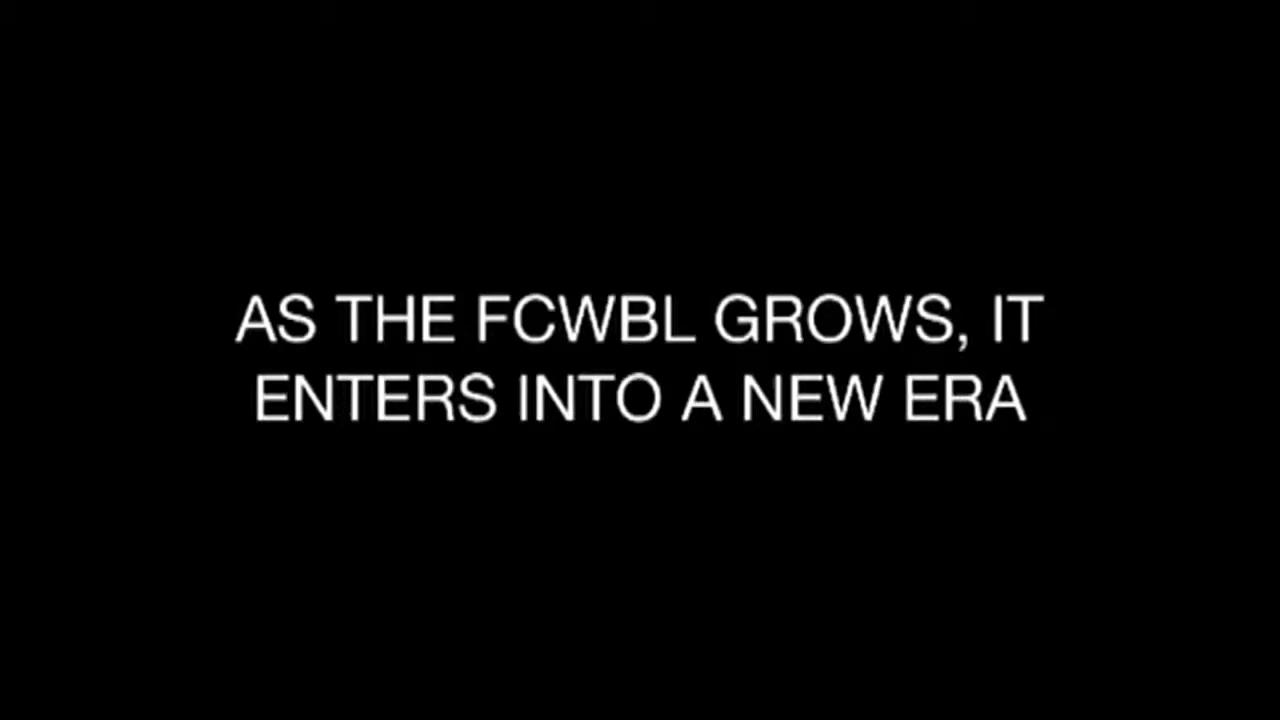 AS THE FCWBL GROWS, IT
ENTERS INTO A NEW ERA